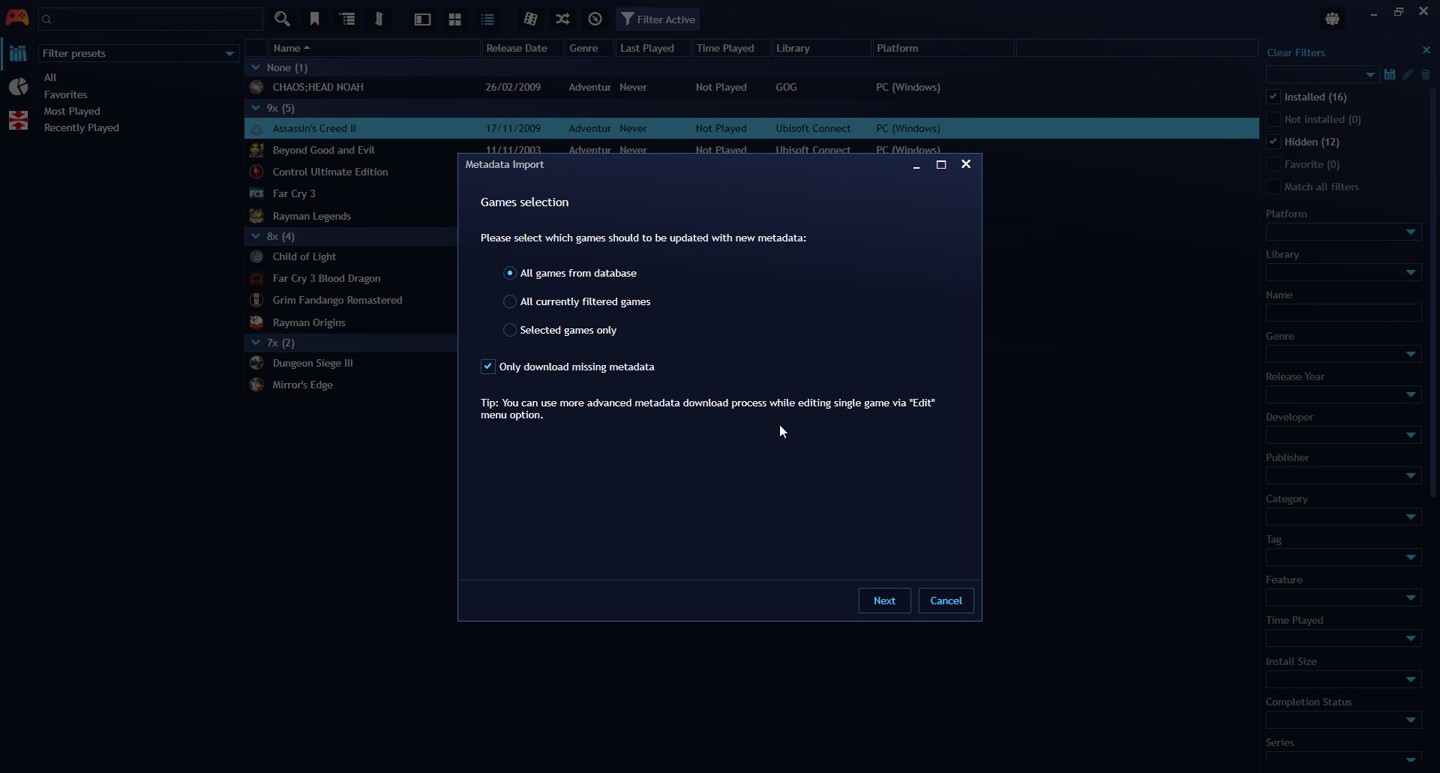 Filter Active
Filter presets
All
Favorites
Most Played
Recently Played
Name
Release Date
Genre
Last Played
Time Played
Library
Platform
None (1)
CHAOS;HEAD NOAH 26/02/2009 Adventur Never Not Played GOG PC (Windows)
9x (5)
Assassin's Creed II 17/11/2009 Adventur Never Not Played Ubisoft Connect PC (Windows)
Beyond Good and Evil 11/11/2003 Adventur Never Not Played Ubisoft Connect PC (Windows)
Control Ultimate Edition
FC3 Far Cry 3
Rayman Legends
8x (4)
Child of Light
Far Cry 3 Blood Dragon
Grim Fandango Remastered
Rayman Origins
7x (2)
Dungeon Siege III
Mirror's Edge
Metadata Import
Games selection
Please select which games should to be updated with new metadata:
All games from database
All currently filtered games
Selected games only
Only download missing metadata
Tip: You can use more advanced metadata download process while editing single game via "Edit"
menu option.
Next
Cancel
Clear Filters
Installed (16)
Not installed (0)
Hidden (12)
Favorite (0)
Match all filters
Platform
Library
Name
Genre
Release Year
Developer
Publisher
Category
Tag
Feature
Time Played
Install Size
Completion Status
Series